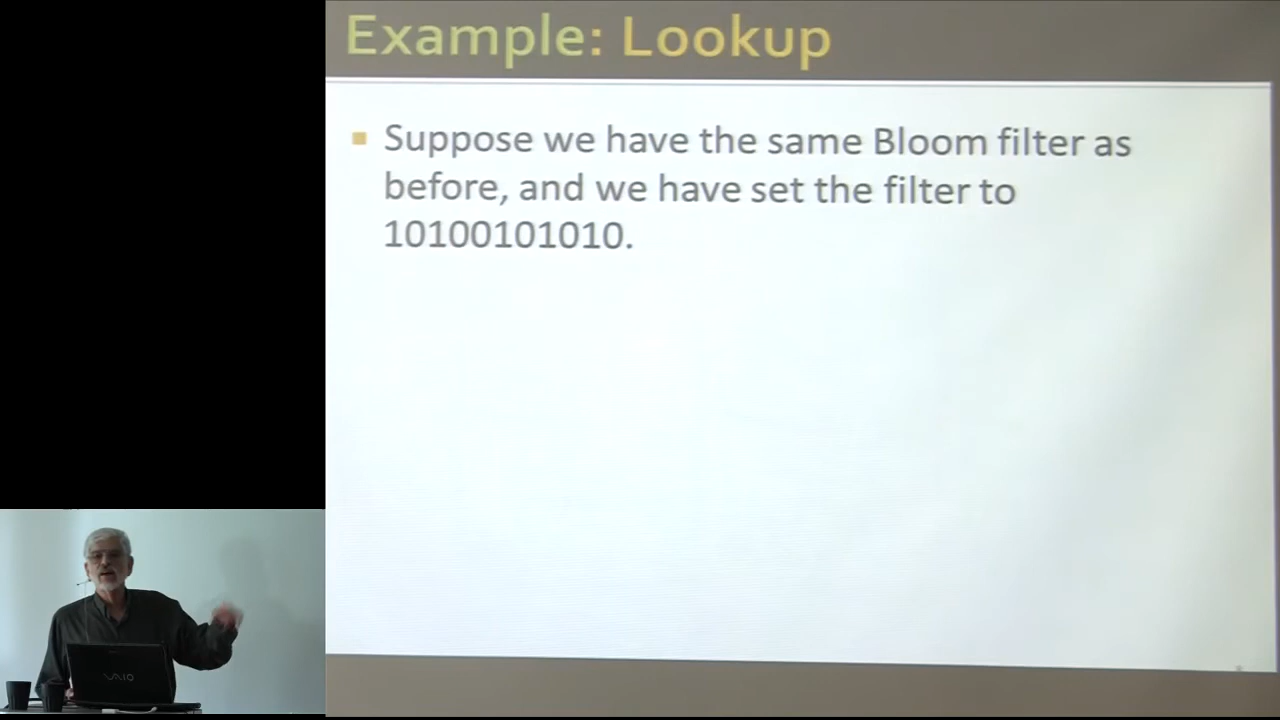 Example: Lookup
Suppose we have the same Bloom filter as
before, and we have set the filter to
10100101010.
VAIO